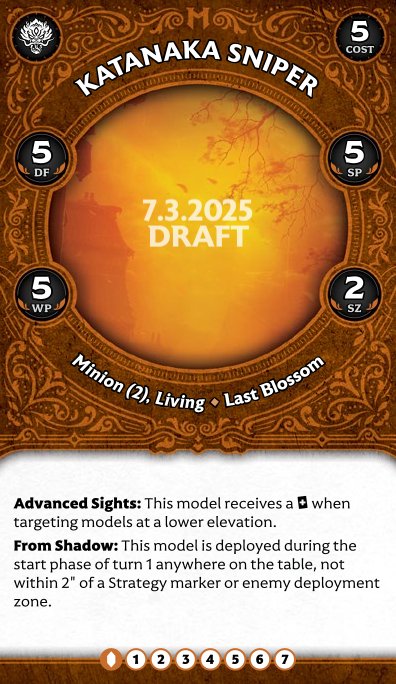 5
COST
KATANAKA SNIPER
5
DF
5
SP
7.3.2025
DRAFT
5
WP
2
SZ
Minion (2), Living ◆ Last Blossom
Advanced Sights: This model receives a 🃏 when
targeting models at a lower elevation.
From Shadow: This model is deployed during the
start phase of turn 1 anywhere on the table, not
within 2" of a Strategy marker or enemy deployment
zone.
1 2 3 4 5 6 7